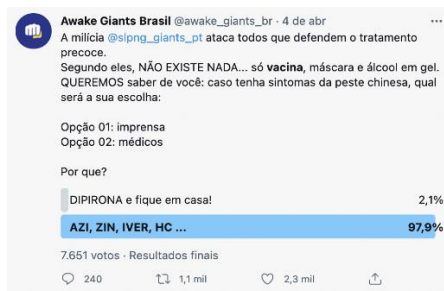 Awake Giants Brasil @awake_giants_br · 4 de abr
A milícia @slpng_giants_pt ataca todos que defendem o tratamento
precoce.
Segundo eles, NÃO EXISTE NADA... só vacina, máscara e álcool em gel.
QUEREMOS saber de você: caso tenha sintomas da peste chinesa, qual
será a sua escolha:
Opção 01: imprensa
Opção 02: médicos
Por que?
DIPIRONA e fique em casa! 2,1%
AZI, ZIN, IVER, HC ... 97,9%
7.651 votos · Resultados finais
240 1,1 mil 2,3 mil